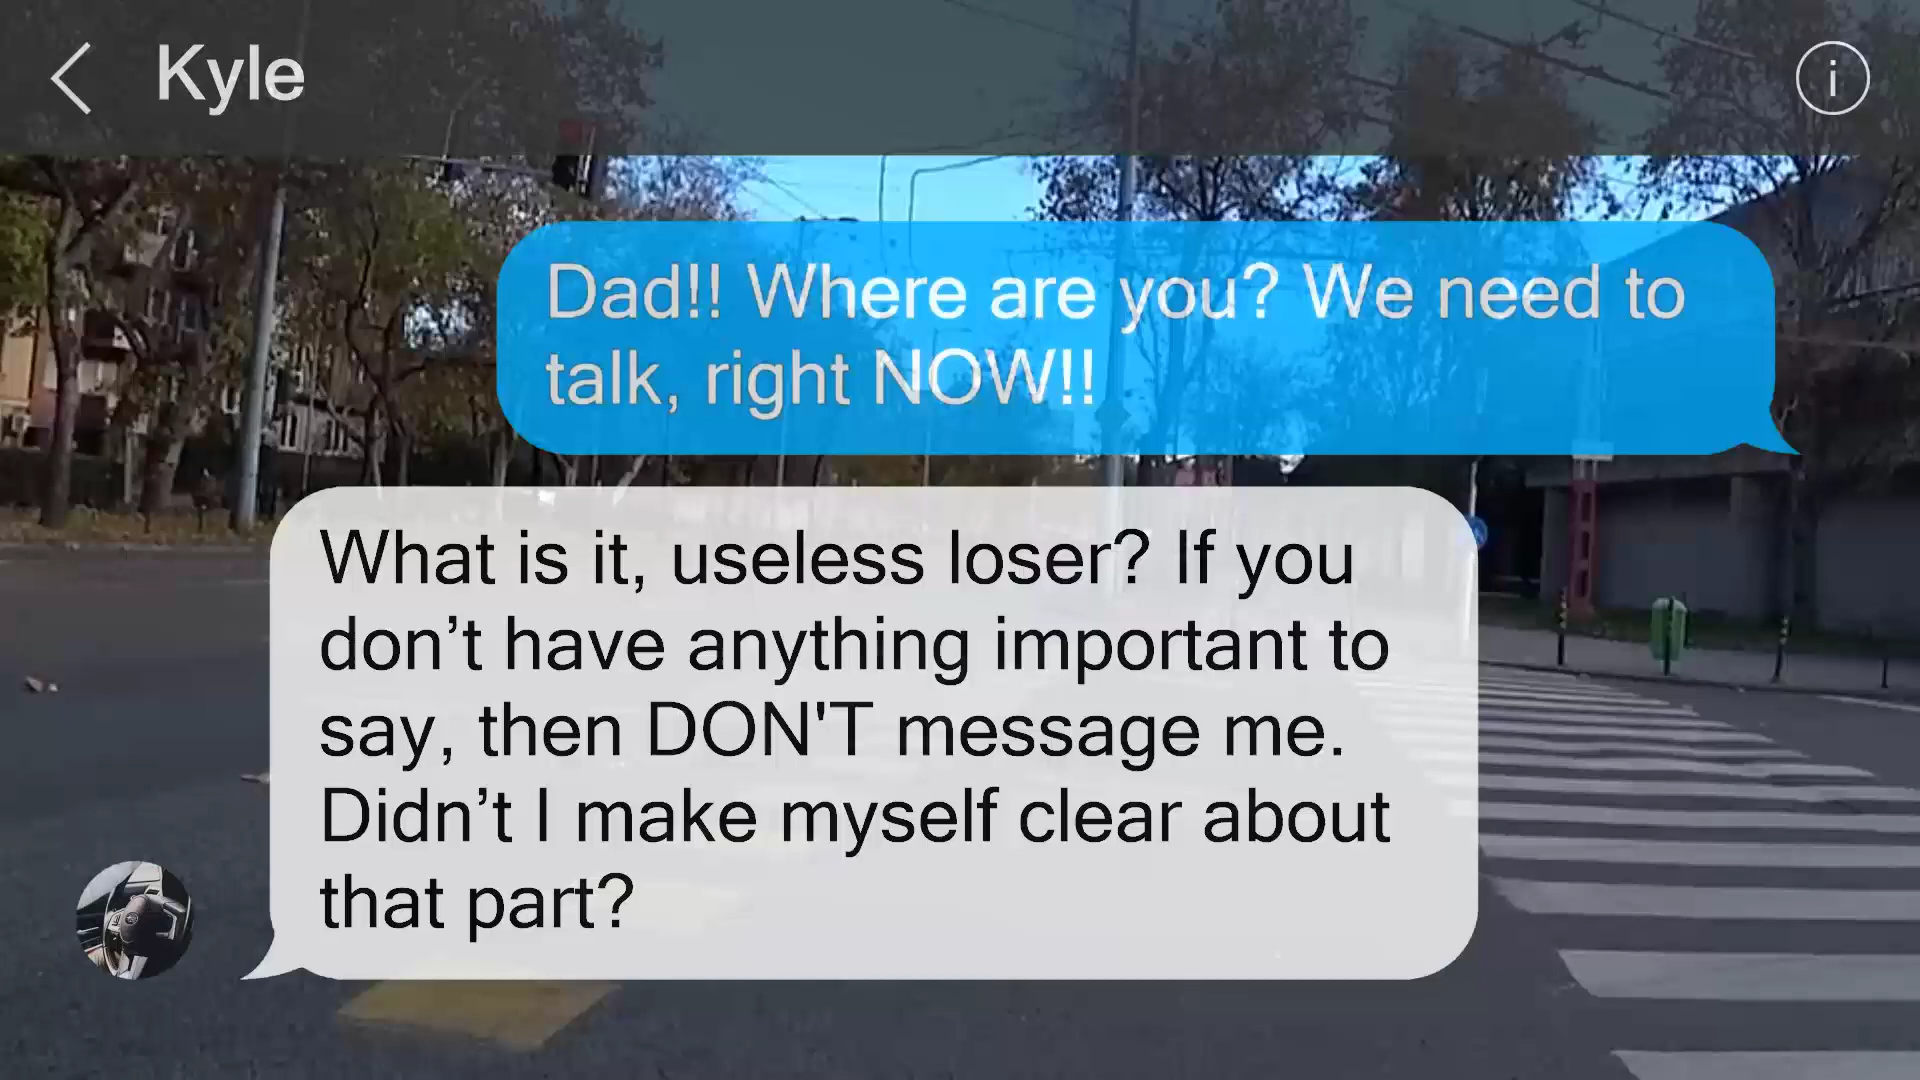 Kyle
i
Dad!! Where are you? We need to
talk, right NOW!!
What is it, useless loser? If you
don’t have anything important to
say, then DON'T message me.
Didn’t I make myself clear about
that part?